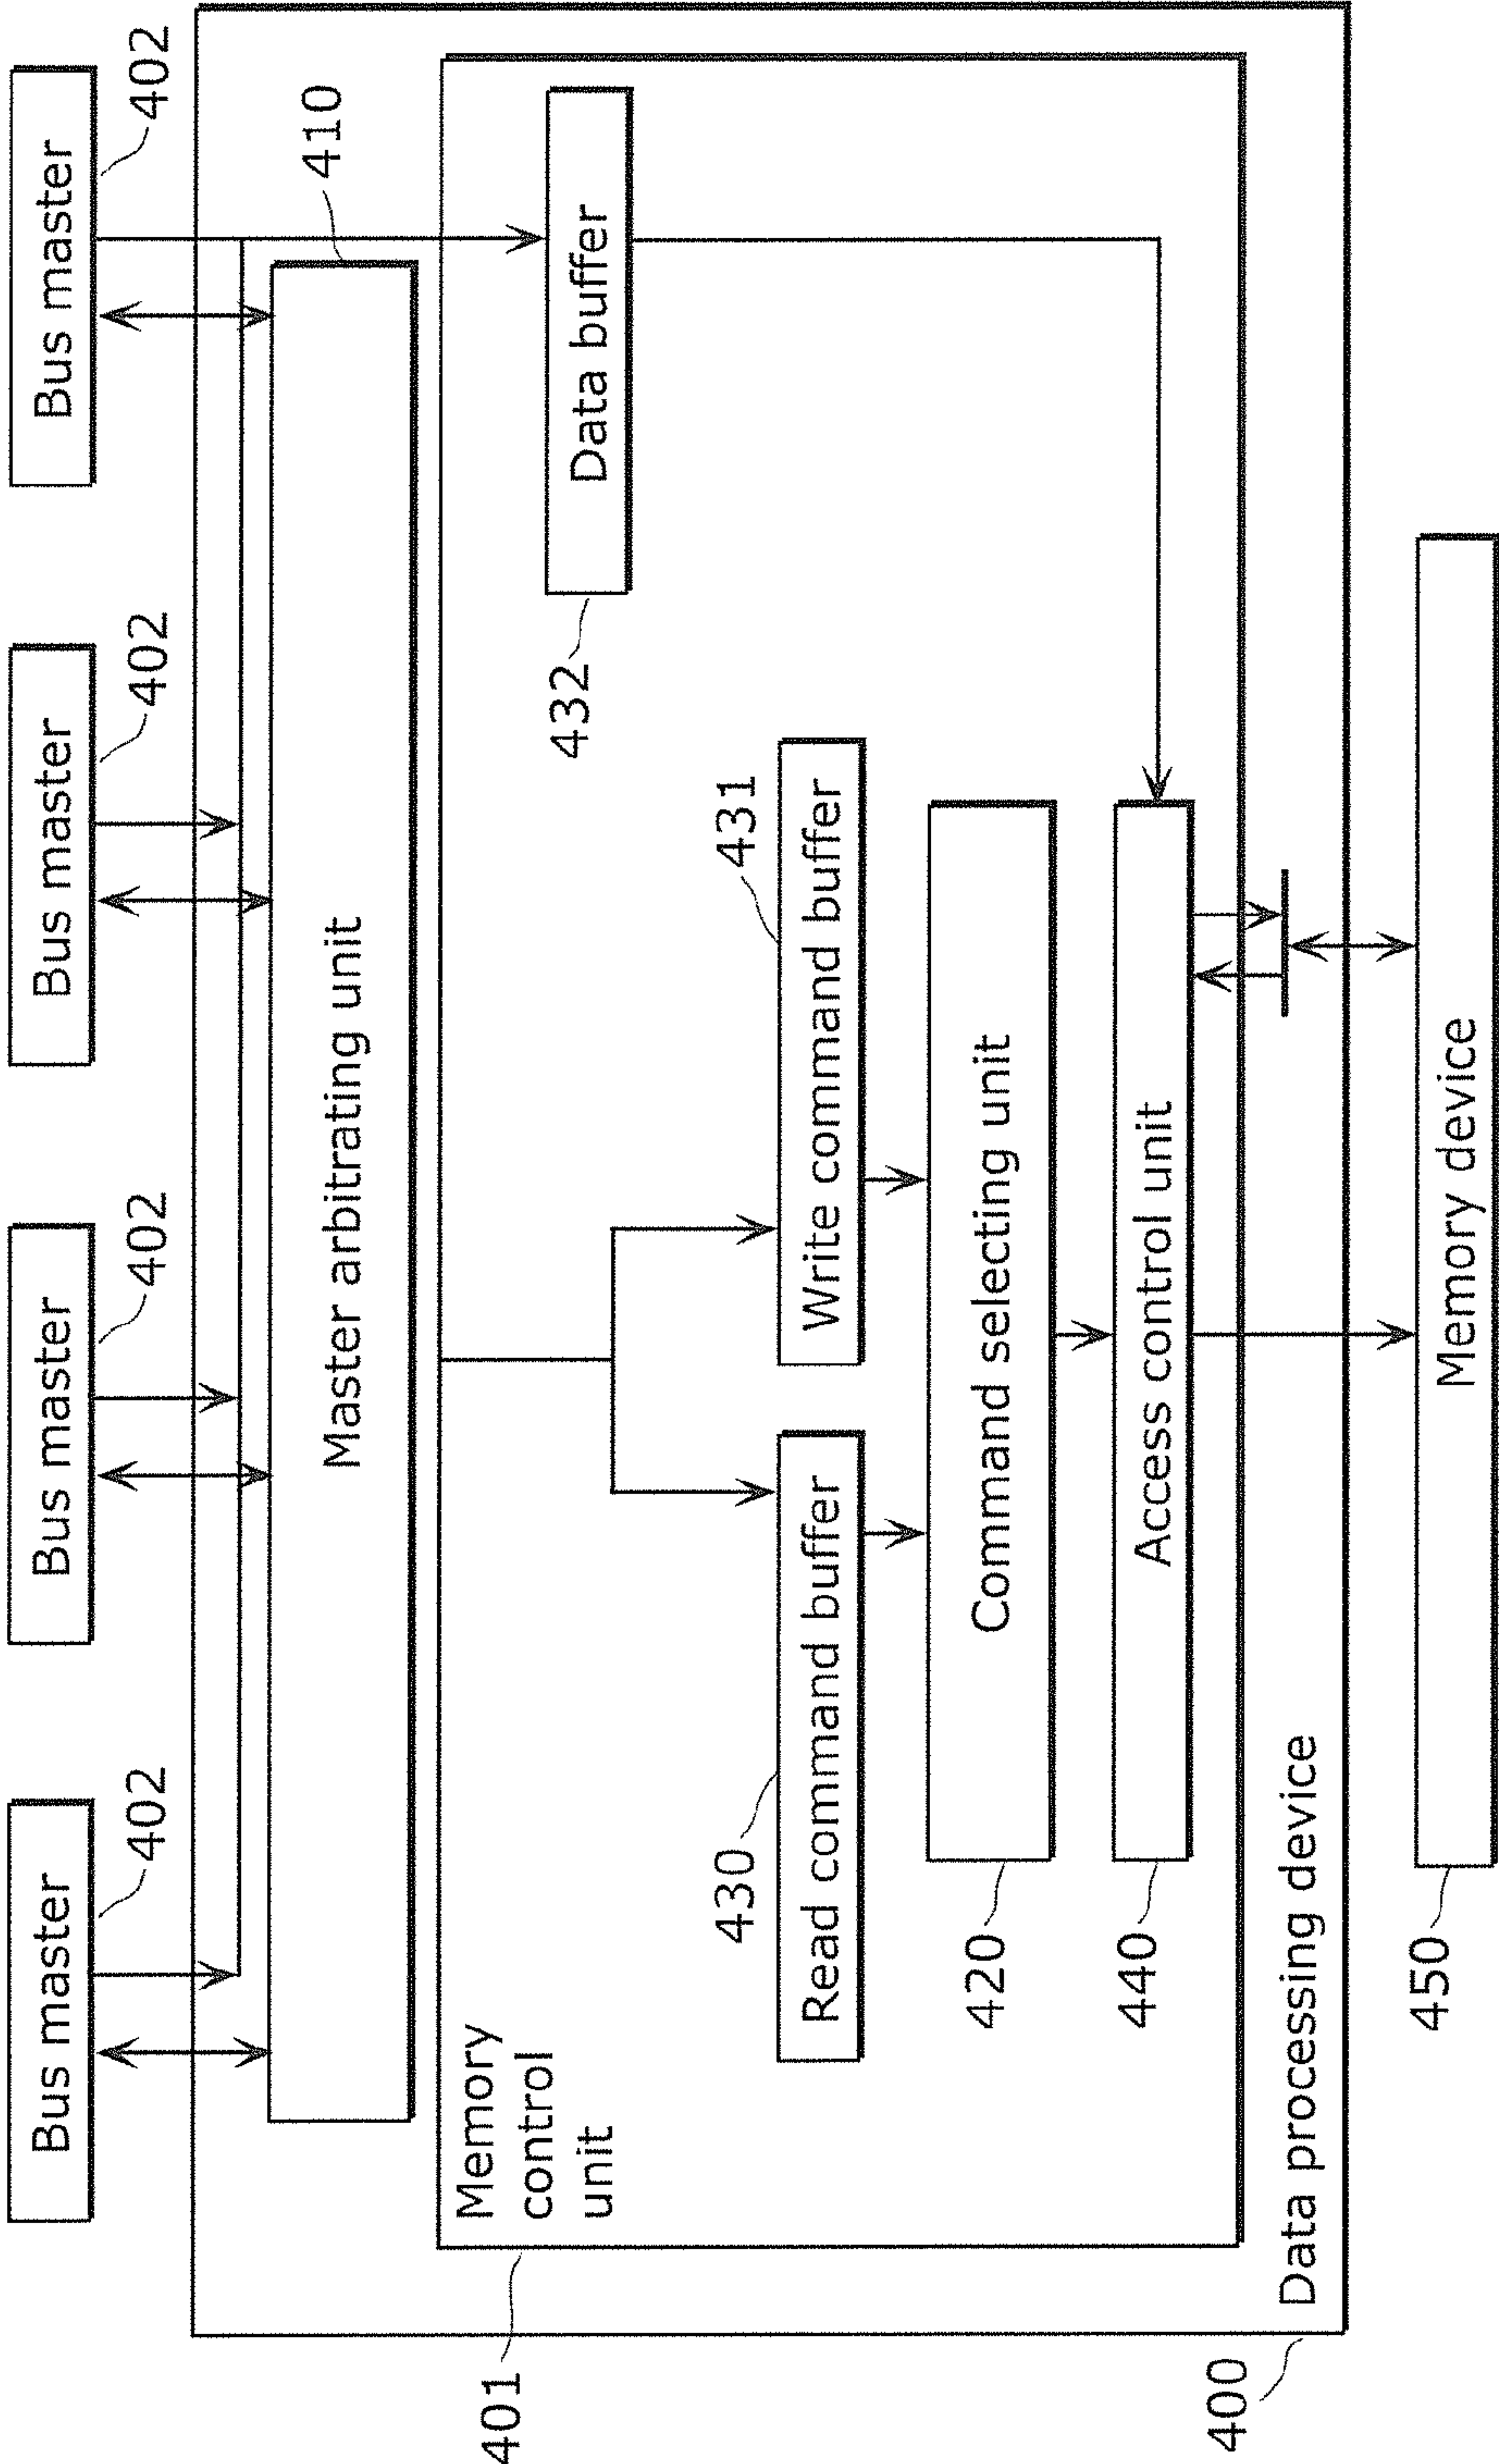 Bus master
402
Bus master
402
Bus master
402
Bus master
402
Master arbitrating unit
410
401
Memory
control
unit
Data buffer
432
430
Read command buffer
431
Write command buffer
420
Command selecting unit
440
Access control unit
400
Data processing device
450
Memory device